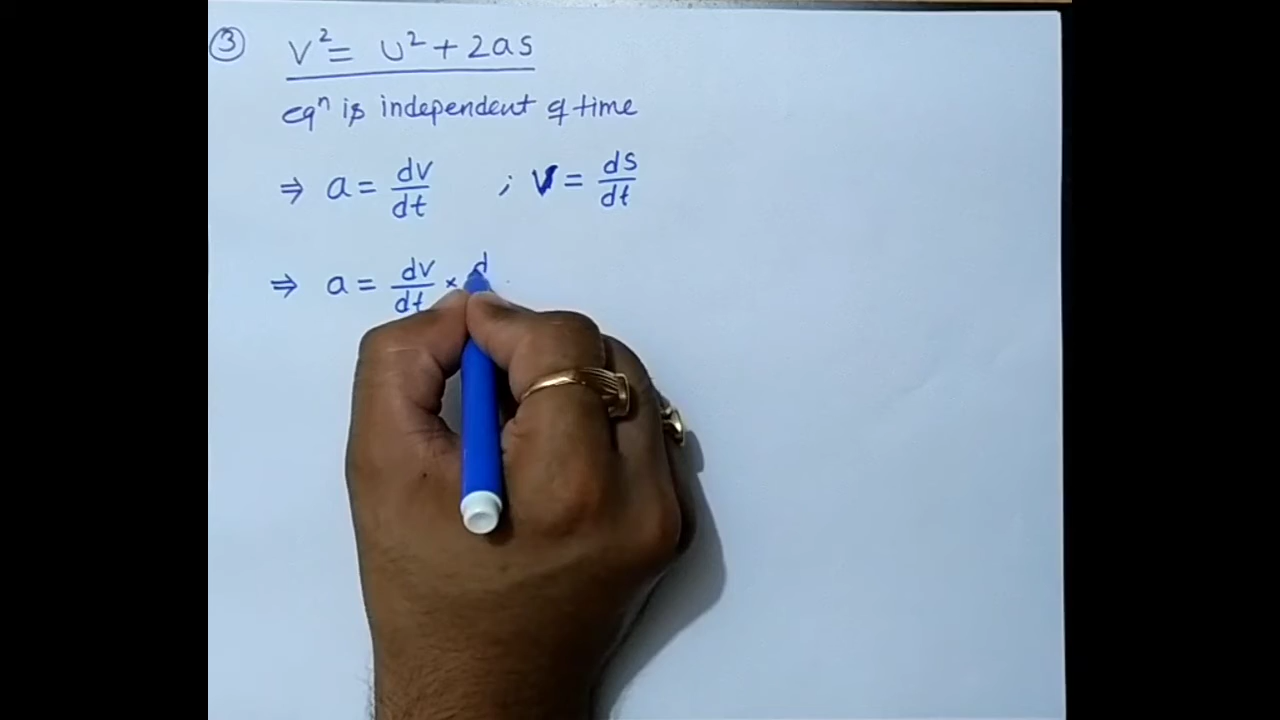 ③ v² = u² + 2as
eqⁿ is independent of time
⇒ a = dv/dt ; v = ds/dt
⇒ a = dv/dt × d